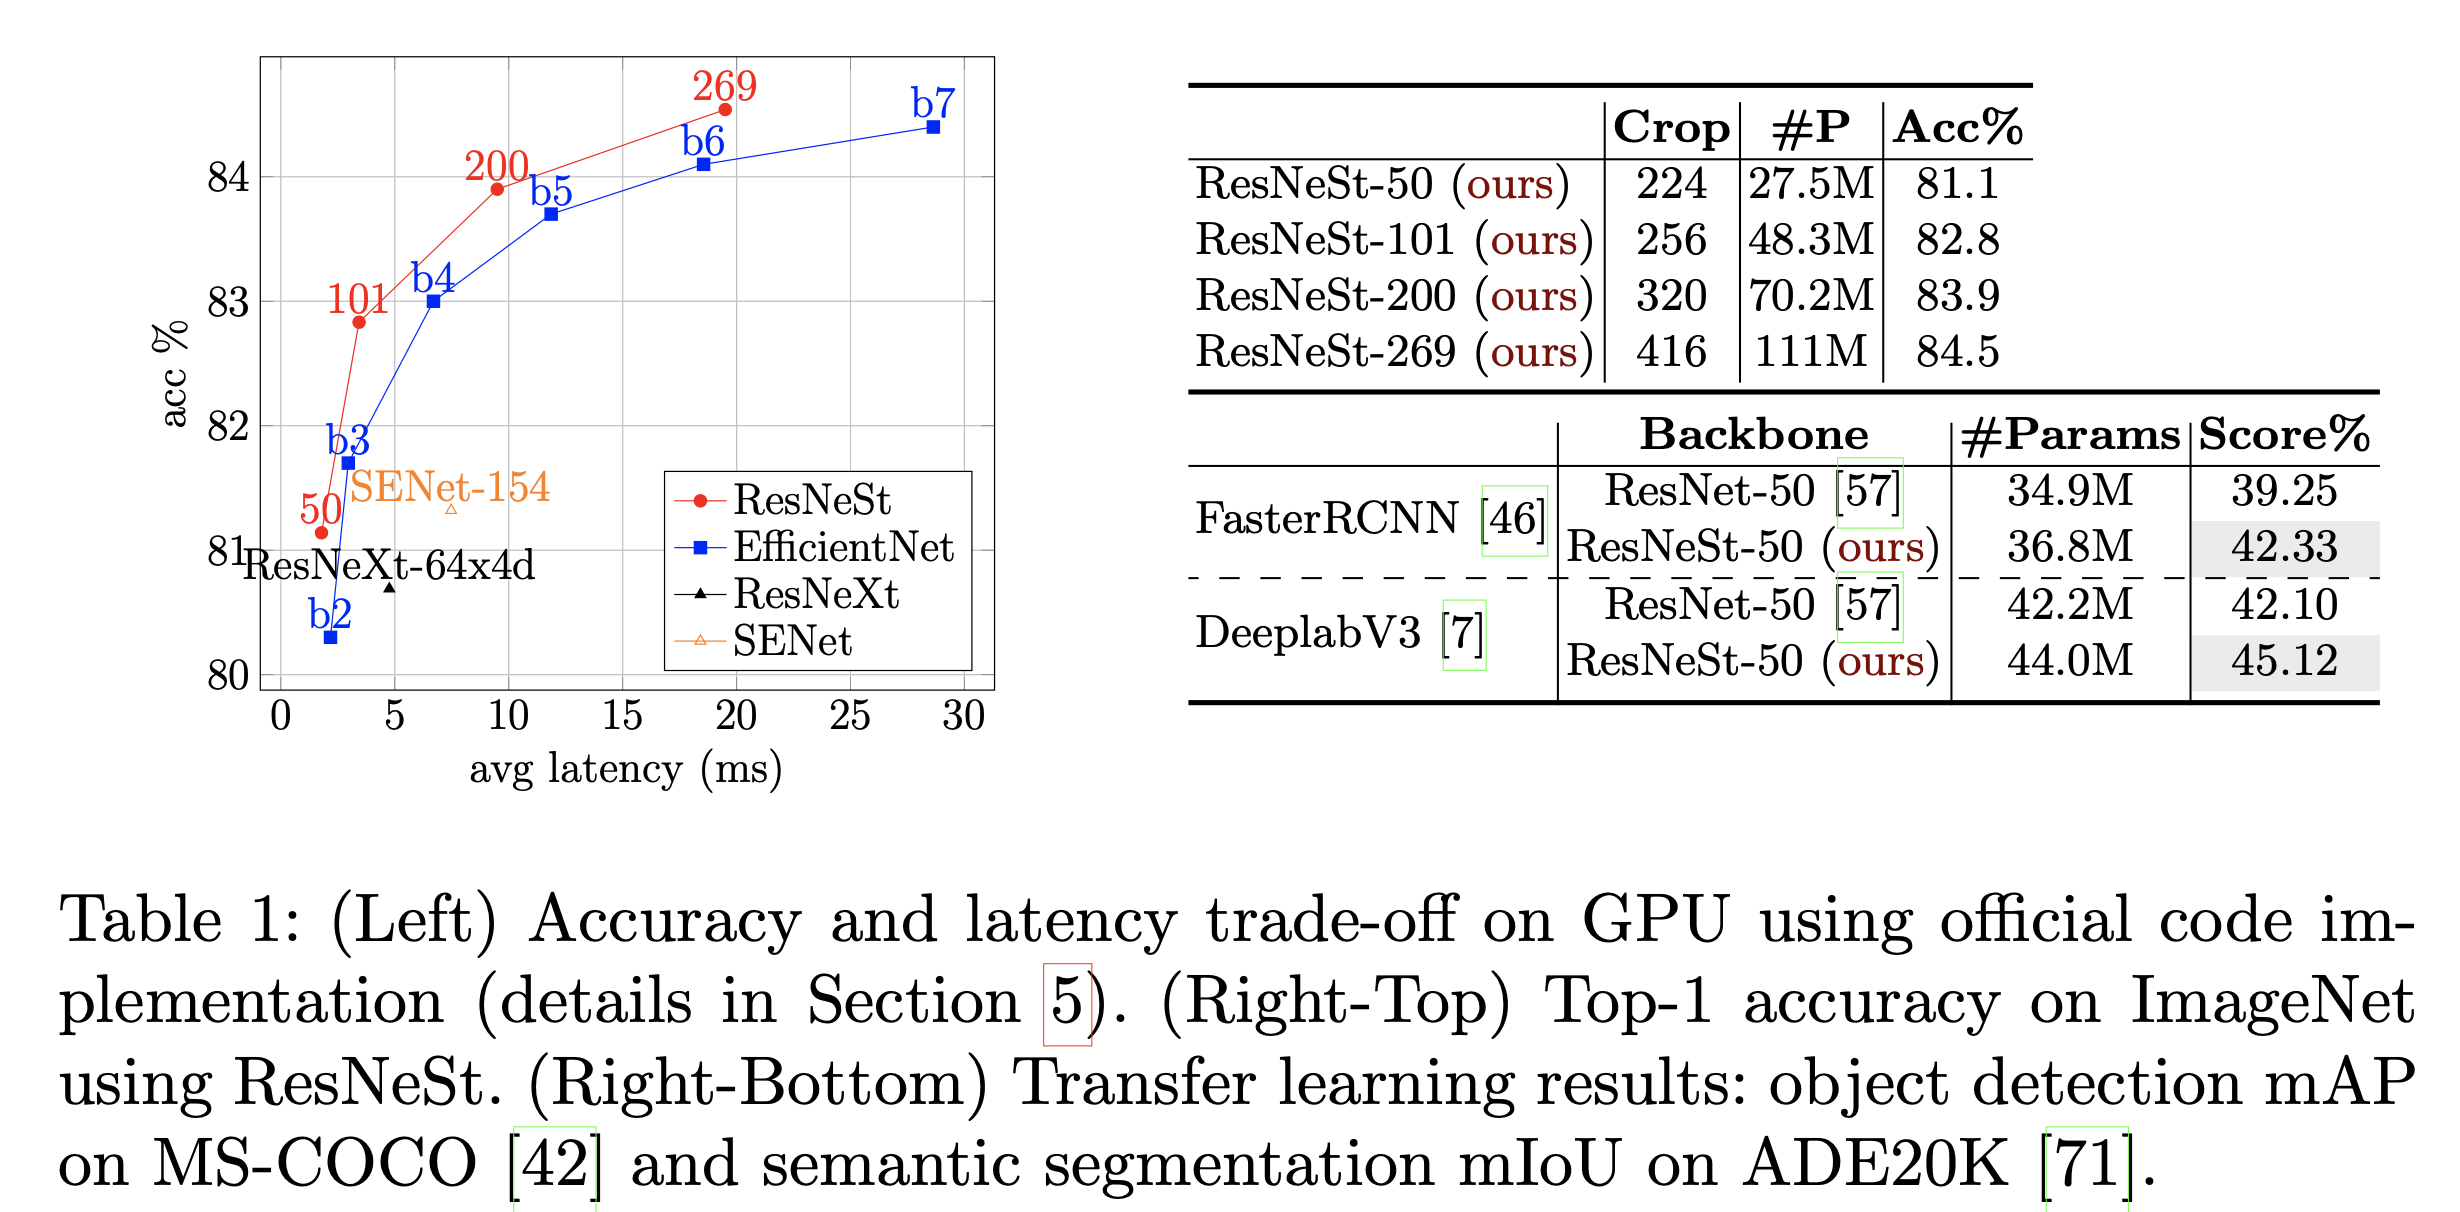 269
b7
b6
200
b5
84
b4
101
83
b3
82
SENet-154
50
81
ResNeXt-64x4d
b2
80
acc %
ResNeSt
EfficientNet
ResNeXt
SENet
0 5 10 15 20 25 30
avg latency (ms)
Crop #P Acc%
ResNeSt-50 (ours) 224 27.5M 81.1
ResNeSt-101 (ours) 256 48.3M 82.8
ResNeSt-200 (ours) 320 70.2M 83.9
ResNeSt-269 (ours) 416 111M 84.5
Backbone #Params Score%
FasterRCNN [46]
ResNet-50 [57] 34.9M 39.25
ResNeSt-50 (ours) 36.8M 42.33
DeeplabV3 [7]
ResNet-50 [57] 42.2M 42.10
ResNeSt-50 (ours) 44.0M 45.12
Table 1: (Left) Accuracy and latency trade-off on GPU using official code im-
plementation (details in Section 5). (Right-Top) Top-1 accuracy on ImageNet
using ResNeSt. (Right-Bottom) Transfer learning results: object detection mAP
on MS-COCO [42] and semantic segmentation mIoU on ADE20K [71].